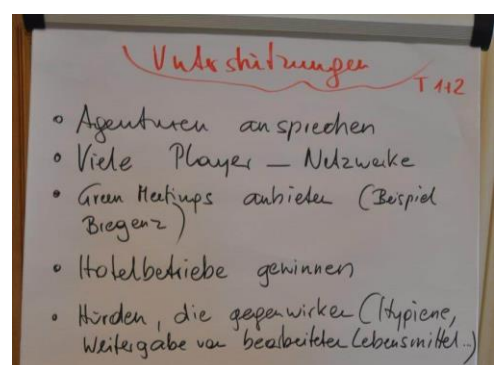 Unterstützungen
T 1+2
• Agenturen ansprechen
• Viele Player – Netzwerke
• Green Meetings anbieten (Beispiel
Bregenz)
• Hotelbetriebe gewinnen
• Hürden, die gegenwirken (Hygiene,
Weitergabe von bearbeiteten Lebensmittel...)